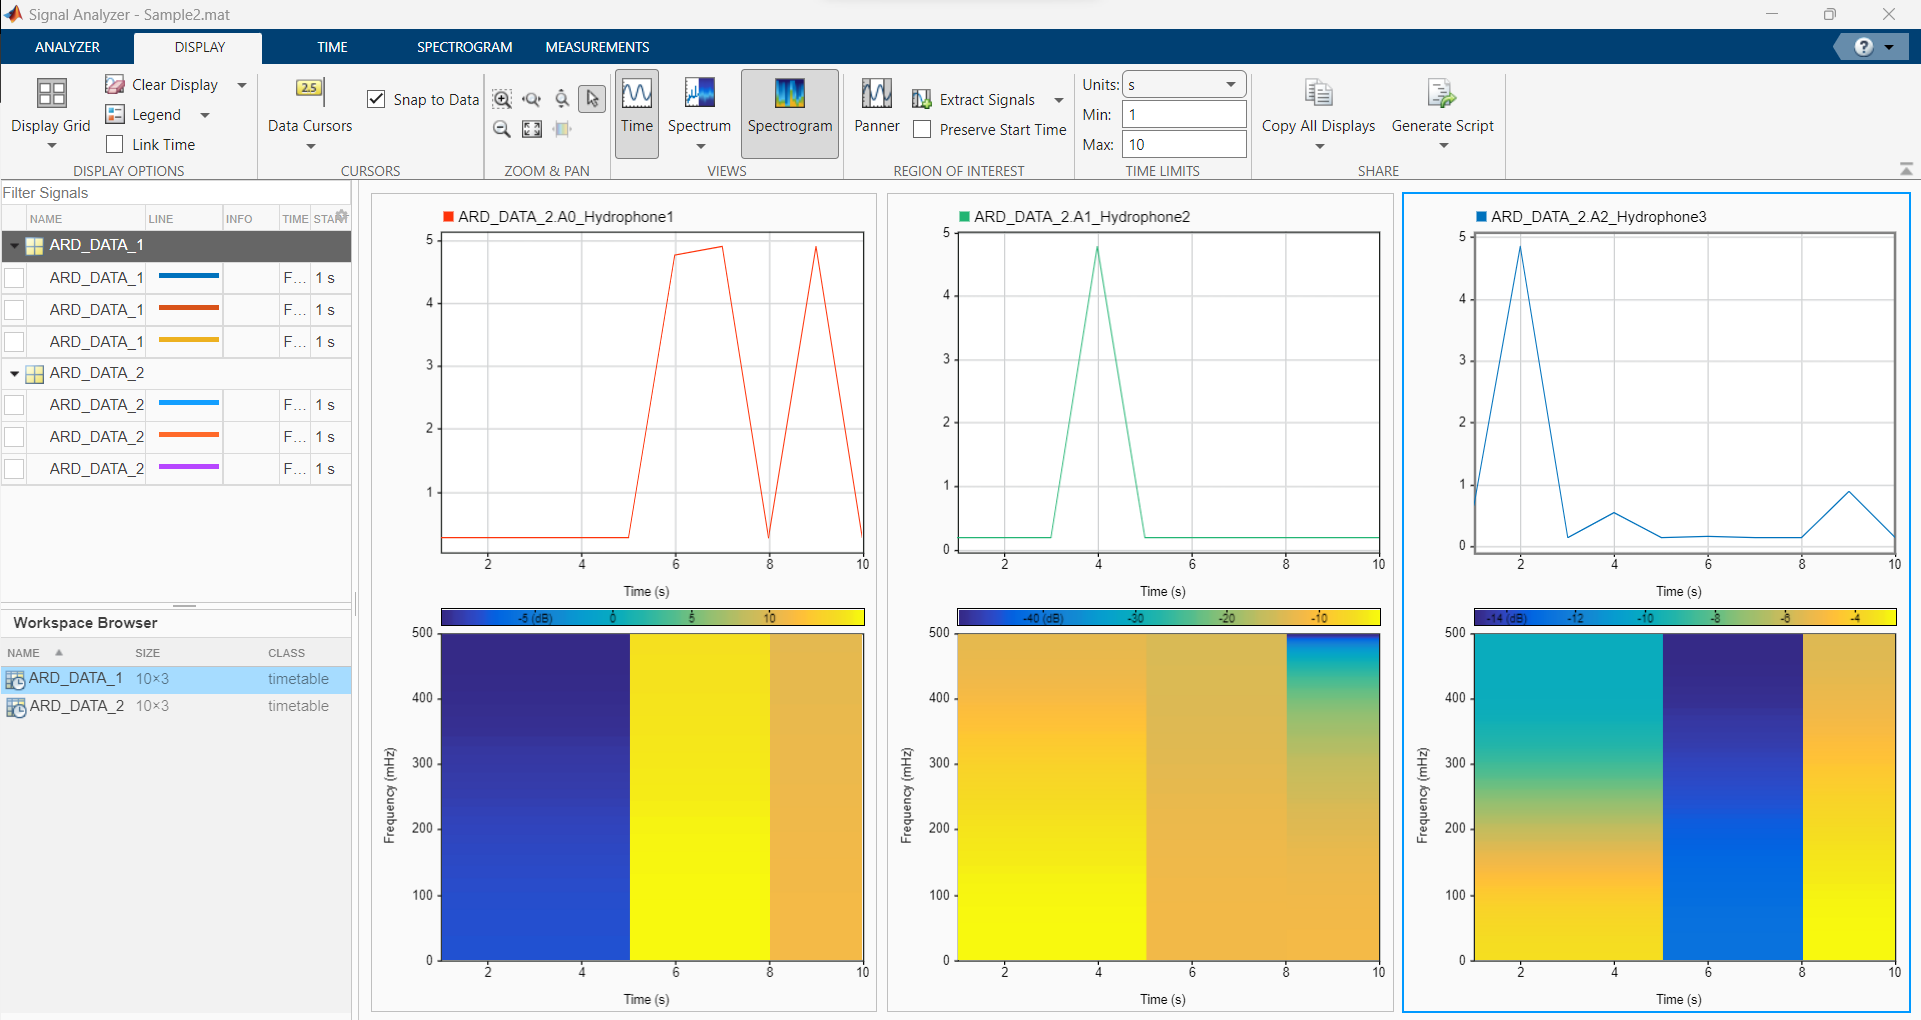 Signal Analyzer - Sample2.mat
ANALYZER DISPLAY TIME SPECTROGRAM MEASUREMENTS ?
Display Grid
Clear Display
Legend
Link Time
DISPLAY OPTIONS
2.5
Data Cursors
Snap to Data
CURSORS
ZOOM & PAN
Time
Spectrum
Spectrogram
VIEWS
Panner
Extract Signals
Preserve Start Time
REGION OF INTEREST
Units: s
Min: 1
Max: 10
TIME LIMITS
Copy All Displays
Generate Script
SHARE
Filter Signals
NAME LINE INFO TIME START
ARD_DATA_1
ARD_DATA_1 F... 1 s
ARD_DATA_1 F... 1 s
ARD_DATA_1 F... 1 s
ARD_DATA_2
ARD_DATA_2 F... 1 s
ARD_DATA_2 F... 1 s
ARD_DATA_2 F... 1 s
Workspace Browser
NAME SIZE CLASS
ARD_DATA_1 10×3 timetable
ARD_DATA_2 10×3 timetable
ARD_DATA_2.A0_Hydrophone1
5
4
3
2
1
2 4 6 8 10
Time (s)
-5 (dB) 0 5 10
500
400
300
200
100
0
Frequency (mHz)
2 4 6 8 10
Time (s)
ARD_DATA_2.A1_Hydrophone2
5
4
3
2
1
0
2 4 6 8 10
Time (s)
-40 (dB) -30 -20 -10
500
400
300
200
100
0
Frequency (mHz)
2 4 6 8 10
Time (s)
ARD_DATA_2.A2_Hydrophone3
5
4
3
2
1
0
2 4 6 8 10
Time (s)
-14 (dB) -12 -10 -8 -6 -4
500
400
300
200
100
0
Frequency (mHz)
2 4 6 8 10
Time (s)